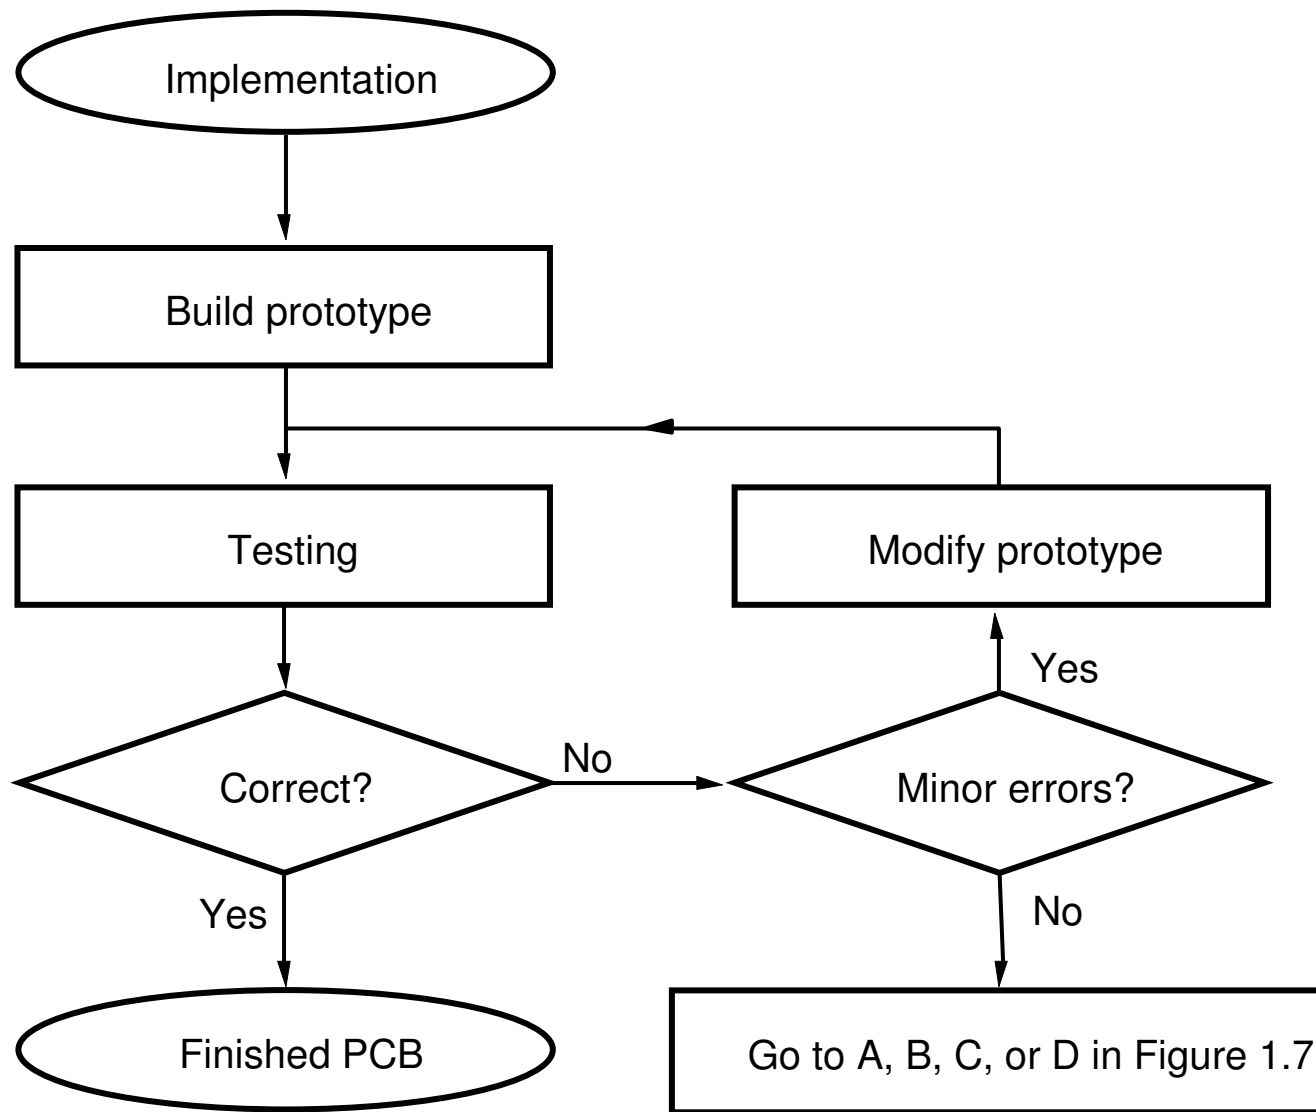 Implementation
Build prototype
Testing
Modify prototype
Yes
No
Correct?
Minor errors?
Yes
No
Finished PCB
Go to A, B, C, or D in Figure 1.7